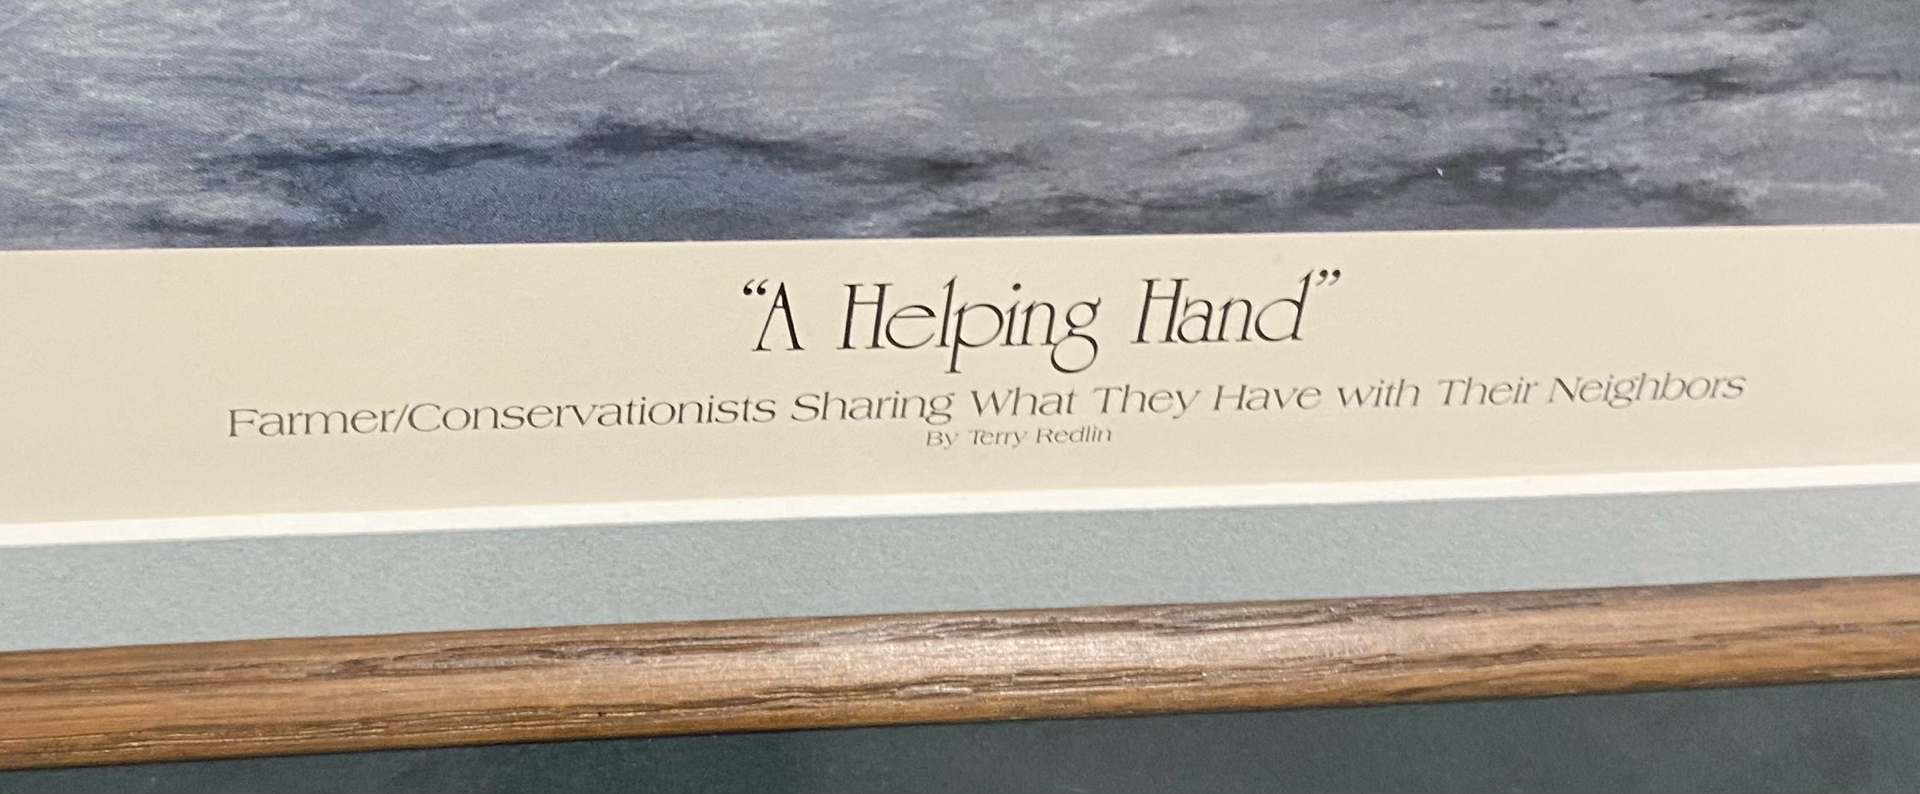 “A Helping Hand”
Farmer/Conservationists Sharing What They Have with Their Neighbors
By Terry Redlin